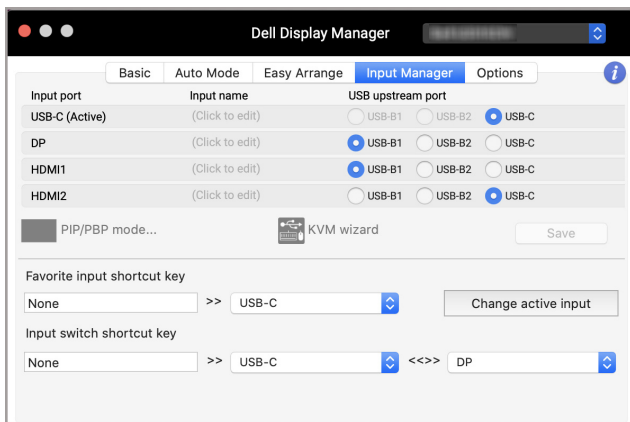 Dell Display Manager
Basic Auto Mode Easy Arrange Input Manager Options i
Input port Input name USB upstream port
USB-C (Active) (Click to edit) USB-B1 USB-B2 USB-C
DP (Click to edit) USB-B1 USB-B2 USB-C
HDMI1 (Click to edit) USB-B1 USB-B2 USB-C
HDMI2 (Click to edit) USB-B1 USB-B2 USB-C
PIP/PBP mode... KVM wizard Save
Favorite input shortcut key
None >> USB-C Change active input
Input switch shortcut key
None >> USB-C <<>> DP